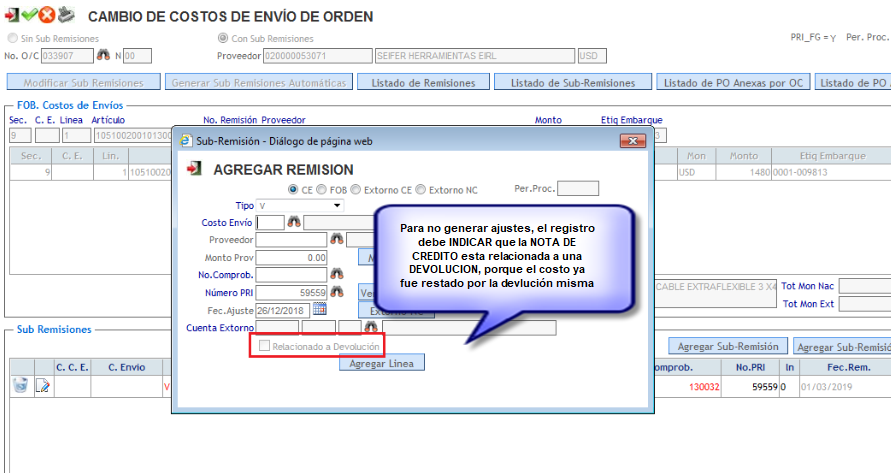 CAMBIO DE COSTOS DE ENVÍO DE ORDEN
Sin Sub Remisiones Con Sub Remisiones PRI_FG = Y Per. Proc.
No. O/C 033907 N 00 Proveedor 020000053071 SEIFER HERRAMIENTAS EIRL USD
Modificar Sub Remisiones Generar Sub Remisiones Automáticas Listado de Remisiones Listado de Sub-Remisiones Listado de PO Anexas por OC Listado de PO
FOB. Costos de Envíos
Sec. C. E. Linea Artículo No. Remisión Proveedor Monto Etiq Embarque
9 1 10510020010130
Sec. C. E. Lin. Mon Monto Etiq Embarque
9 1 1051002 USD 1480 0001-009813
Sub-Remisión - Diálogo de página web
AGREGAR REMISION
CE FOB Extorno CE Extorno NC Per.Proc.
Tipo V
Costo Envío
Proveedor
Monto Prov 0.00
No.Comprob.
Número PRI 59559
Fec.Ajuste 26/12/2018
Cuenta Extorno
Relacionado a Devolución
Agregar Linea
Para no generar ajustes, el registro
debe INDICAR que la NOTA DE
CREDITO esta relacionada a una
DEVOLUCION, porque el costo ya
fue restado por la devlución misma
CABLE EXTRAFLEXIBLE 3 X4 Tot Mon Nac
Tot Mon Ext
Sub Remisiones
Agregar Sub-Remisión Agregar Sub-Remisió
C. C. E. C. Envio omprob. No.PRI In Fec.Rem.
V 130032 59559 0 01/03/2019